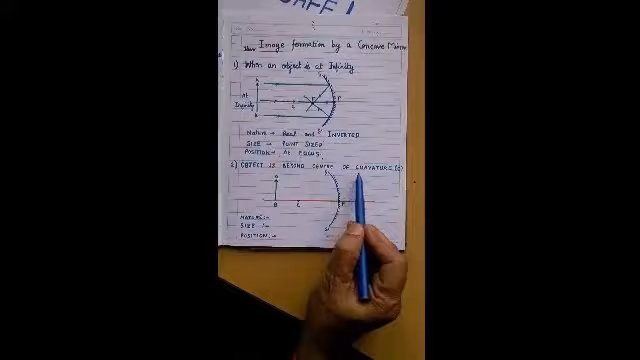 Image formation by a Concave Mirror
1) When an object is at Infinity
At
Infinity
F
P
C
Nature → Real and INVERTED
SIZE → POINT SIZED
POSITION → At FOCUS
2) OBJECT IS BEYOND CENTRE OF CURVATURE (C)
A
B
C
P
NATURE :-
SIZE :-
POSITION :-